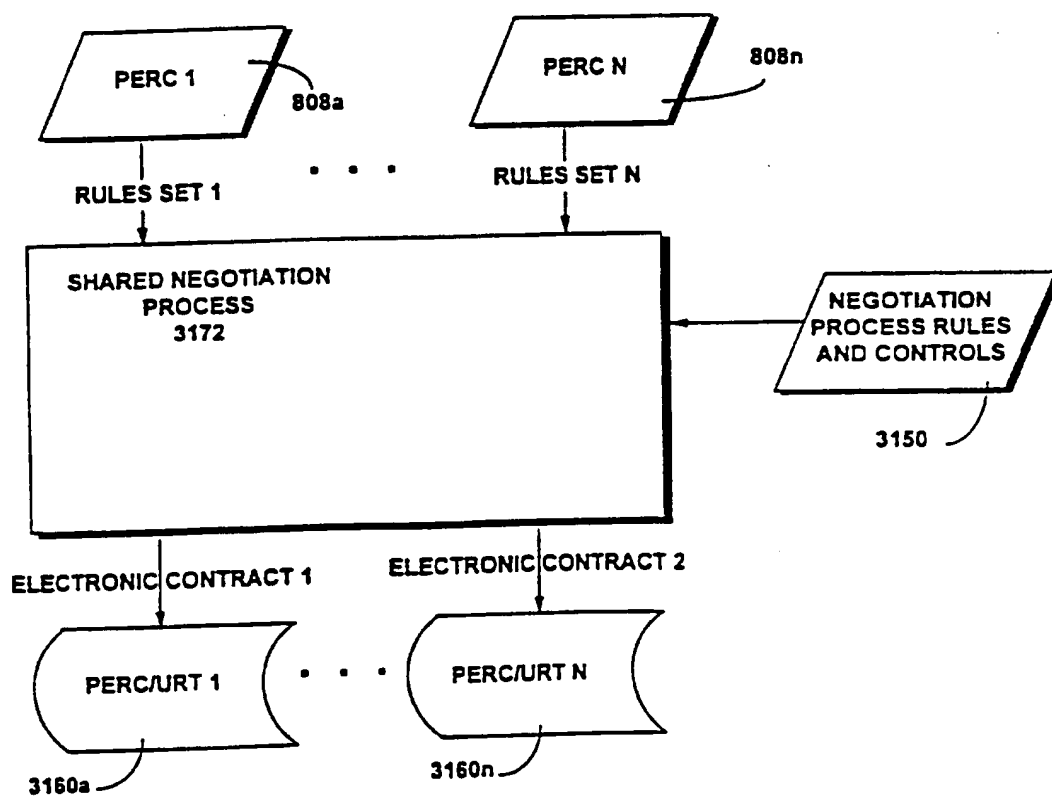 PERC 1
808a
PERC N
808n
RULES SET 1
RULES SET N
SHARED NEGOTIATION
PROCESS
3172
NEGOTIATION
PROCESS RULES
AND CONTROLS
3150
ELECTRONIC CONTRACT 1
ELECTRONIC CONTRACT 2
PERC/URT 1
PERC/URT N
3160a
3160n